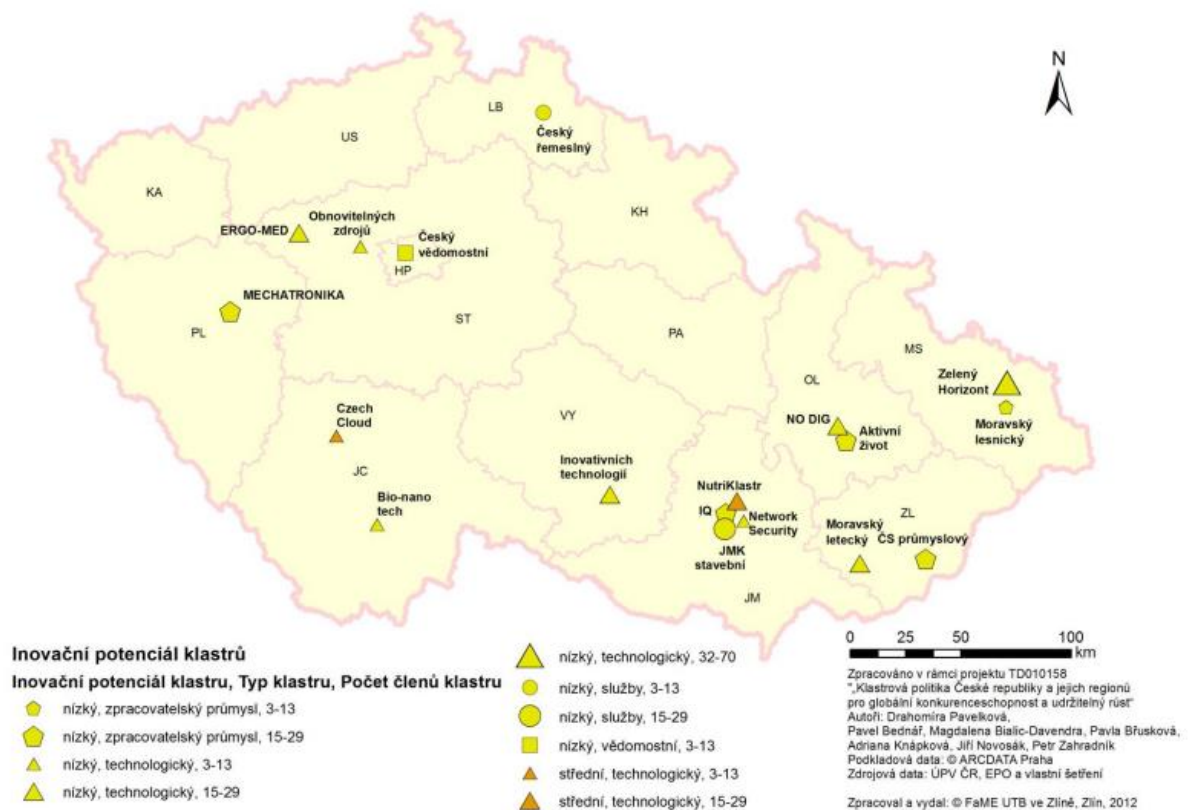 N
LB
Český
řemeslný
US
KA
KH
Obnovitelných
zdrojů
ERGO-MED
Český
vědomostní
HP
MECHATRONIKA
PL
ST
PA
MS
OL
Zelený
Horizont
Czech
Cloud
VY
NO DIG
Aktivní
život
Moravský
lesnický
JC
Inovativních
technologií
NutriKlastr
Bio-nano
tech
IQ
Network
Security
ZL
Moravský
letecký
ČS průmyslový
JMK
stavební
JM
Inovační potenciál klastrů
Inovační potenciál klastru, Typ klastru, Počet členů klastru
nízký, zpracovatelský průmysl, 3-13
nízký, zpracovatelský průmysl, 15-29
nízký, technologický, 3-13
nízký, technologický, 15-29
nízký, technologický, 32-70
nízký, služby, 3-13
nízký, služby, 15-29
nízký, vědomostní, 3-13
střední, technologický, 3-13
střední, technologický, 15-29
0 25 50 100
km
Zpracováno v rámci projektu TD010158
"„Klastrová politika České republiky a jejich regionů
pro globální konkurenceschopnost a udržitelný růst"
Autoři: Drahomíra Pavelková,
Pavel Bednář, Magdalena Bialic-Davendra, Pavla Břusková,
Adriana Knápková, Jiří Novosák, Petr Zahradník
Podkladová data: © ARCDATA Praha
Zdrojová data: ÚPV ČR, EPO a vlastní šetření
Zpracoval a vydal: © FaME UTB ve Zlíně, Zlín, 2012